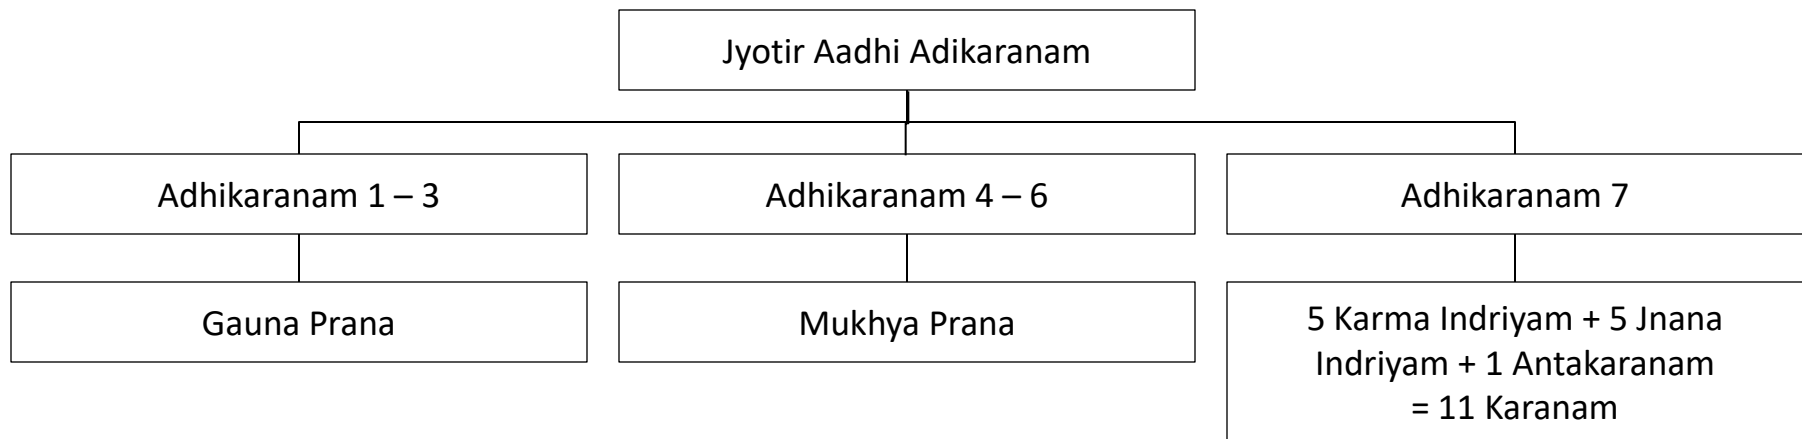 Jyotir Aadhi Adikaranam
Adhikaranam 1 – 3
Adhikaranam 4 – 6
Adhikaranam 7
Gauna Prana
Mukhya Prana
5 Karma Indriyam + 5 Jnana
Indriyam + 1 Antakaranam
= 11 Karanam